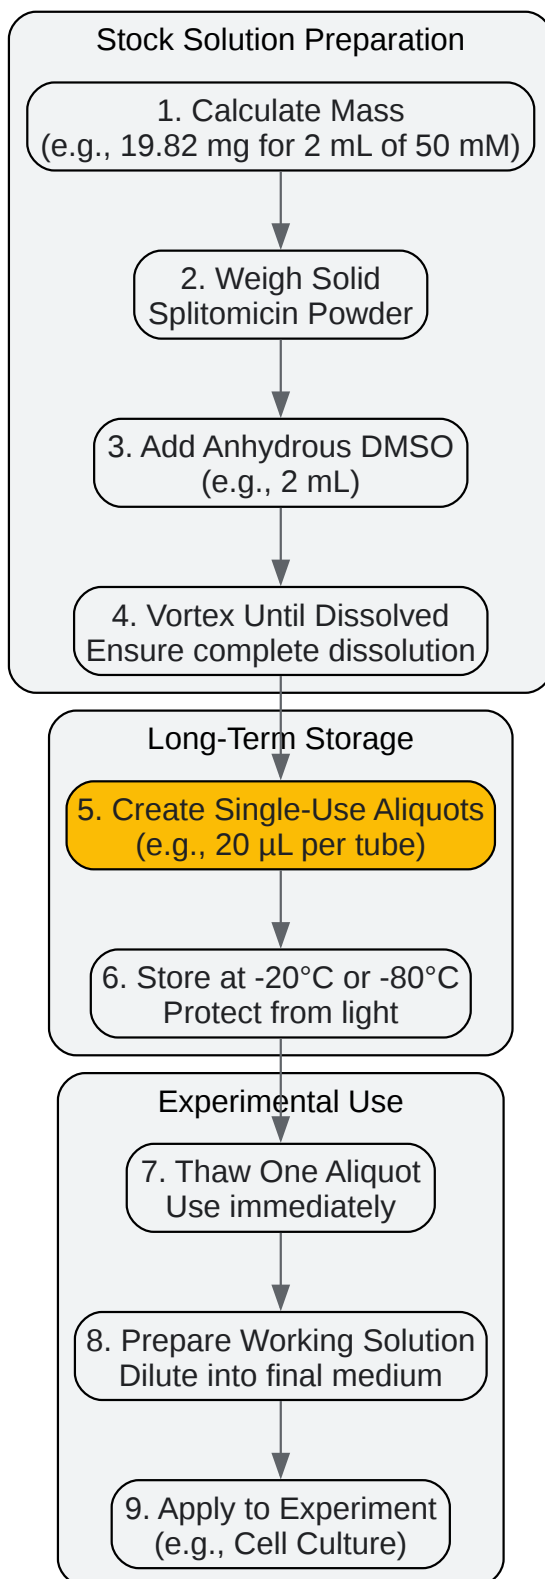 Stock Solution Preparation
1. Calculate Mass
(e.g., 19.82 mg for 2 mL of 50 mM)
2. Weigh Solid
Splitomicin Powder
3. Add Anhydrous DMSO
(e.g., 2 mL)
4. Vortex Until Dissolved
Ensure complete dissolution
Long-Term Storage
5. Create Single-Use Aliquots
(e.g., 20 µL per tube)
6. Store at -20°C or -80°C
Protect from light
Experimental Use
7. Thaw One Aliquot
Use immediately
8. Prepare Working Solution
Dilute into final medium
9. Apply to Experiment
(e.g., Cell Culture)